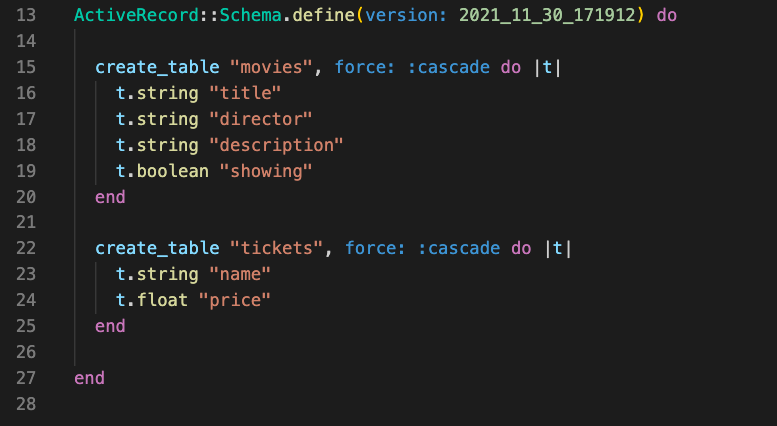 13 ActiveRecord::Schema.define(version: 2021_11_30_171912) do
14
15   create_table "movies", force: :cascade do |t|
16     t.string "title"
17     t.string "director"
18     t.string "description"
19     t.boolean "showing"
20   end
21
22   create_table "tickets", force: :cascade do |t|
23     t.string "name"
24     t.float "price"
25   end
26
27 end
28